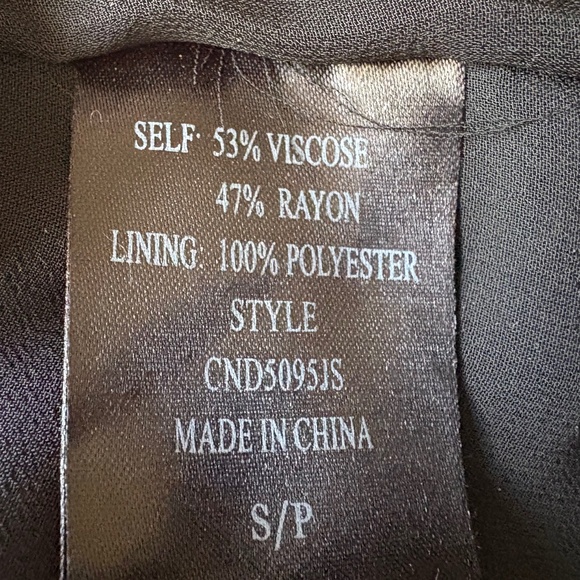 SELF: 53% VISCOSE
47% RAYON
LINING: 100% POLYESTER
STYLE
CND5095JS
MADE IN CHINA
S/P